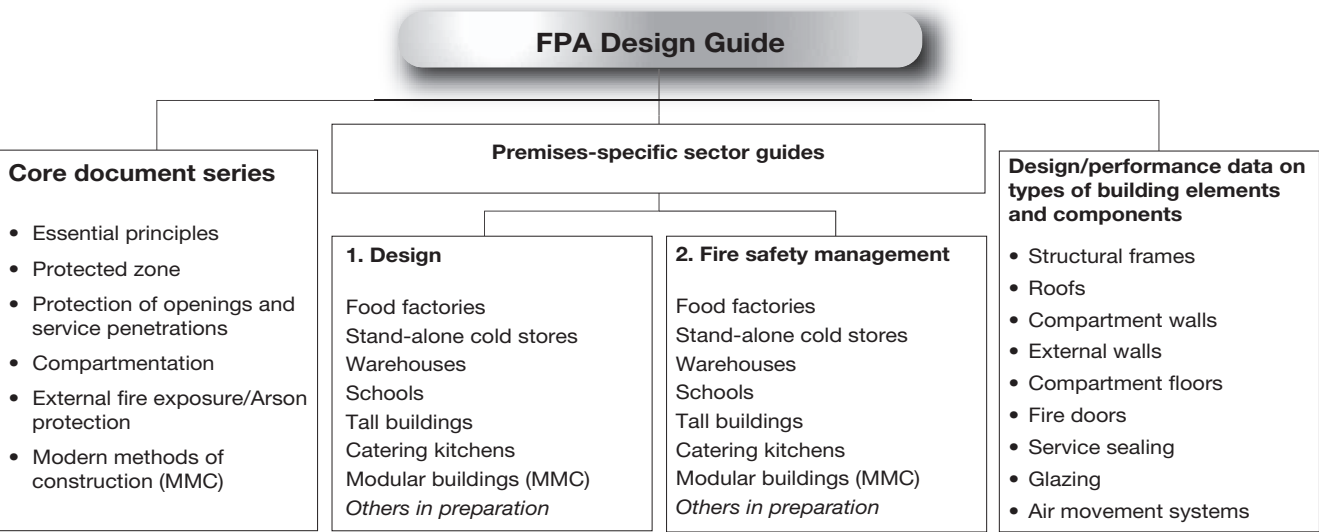 FPA Design Guide
Core document series
• Essential principles
• Protected zone
• Protection of openings and
service penetrations
• Compartmentation
• External fire exposure/Arson
protection
• Modern methods of
construction (MMC)
Premises-specific sector guides
1. Design
Food factories
Stand-alone cold stores
Warehouses
Schools
Tall buildings
Catering kitchens
Modular buildings (MMC)
Others in preparation
2. Fire safety management
Food factories
Stand-alone cold stores
Warehouses
Schools
Tall buildings
Catering kitchens
Modular buildings (MMC)
Others in preparation
Design/performance data on
types of building elements
and components
• Structural frames
• Roofs
• Compartment walls
• External walls
• Compartment floors
• Fire doors
• Service sealing
• Glazing
• Air movement systems